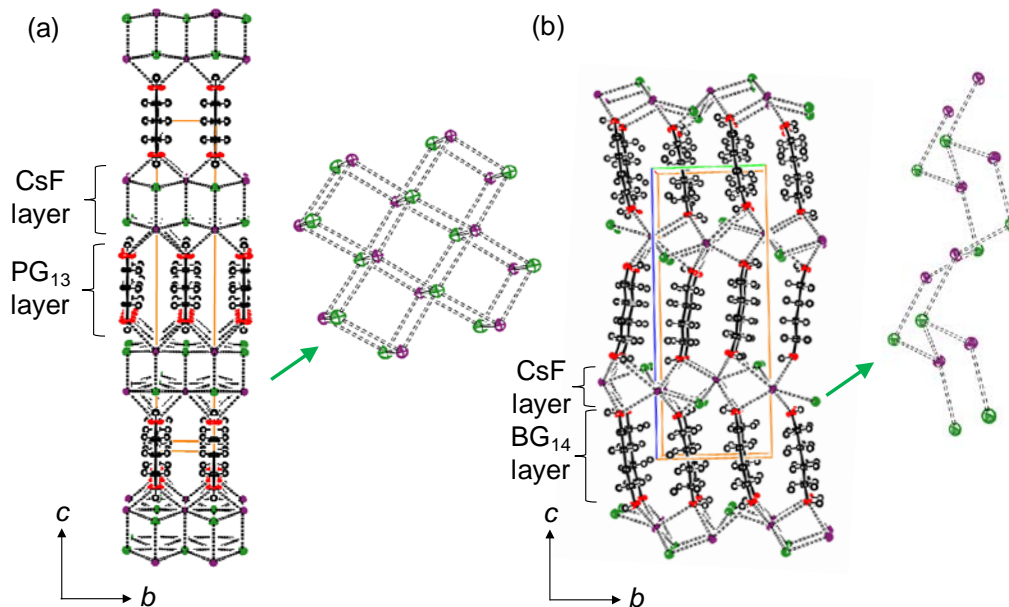 (a)
CsF
layer
PG₁₃
layer
c
b
(b)
CsF
layer
BG₁₄
layer
c
b